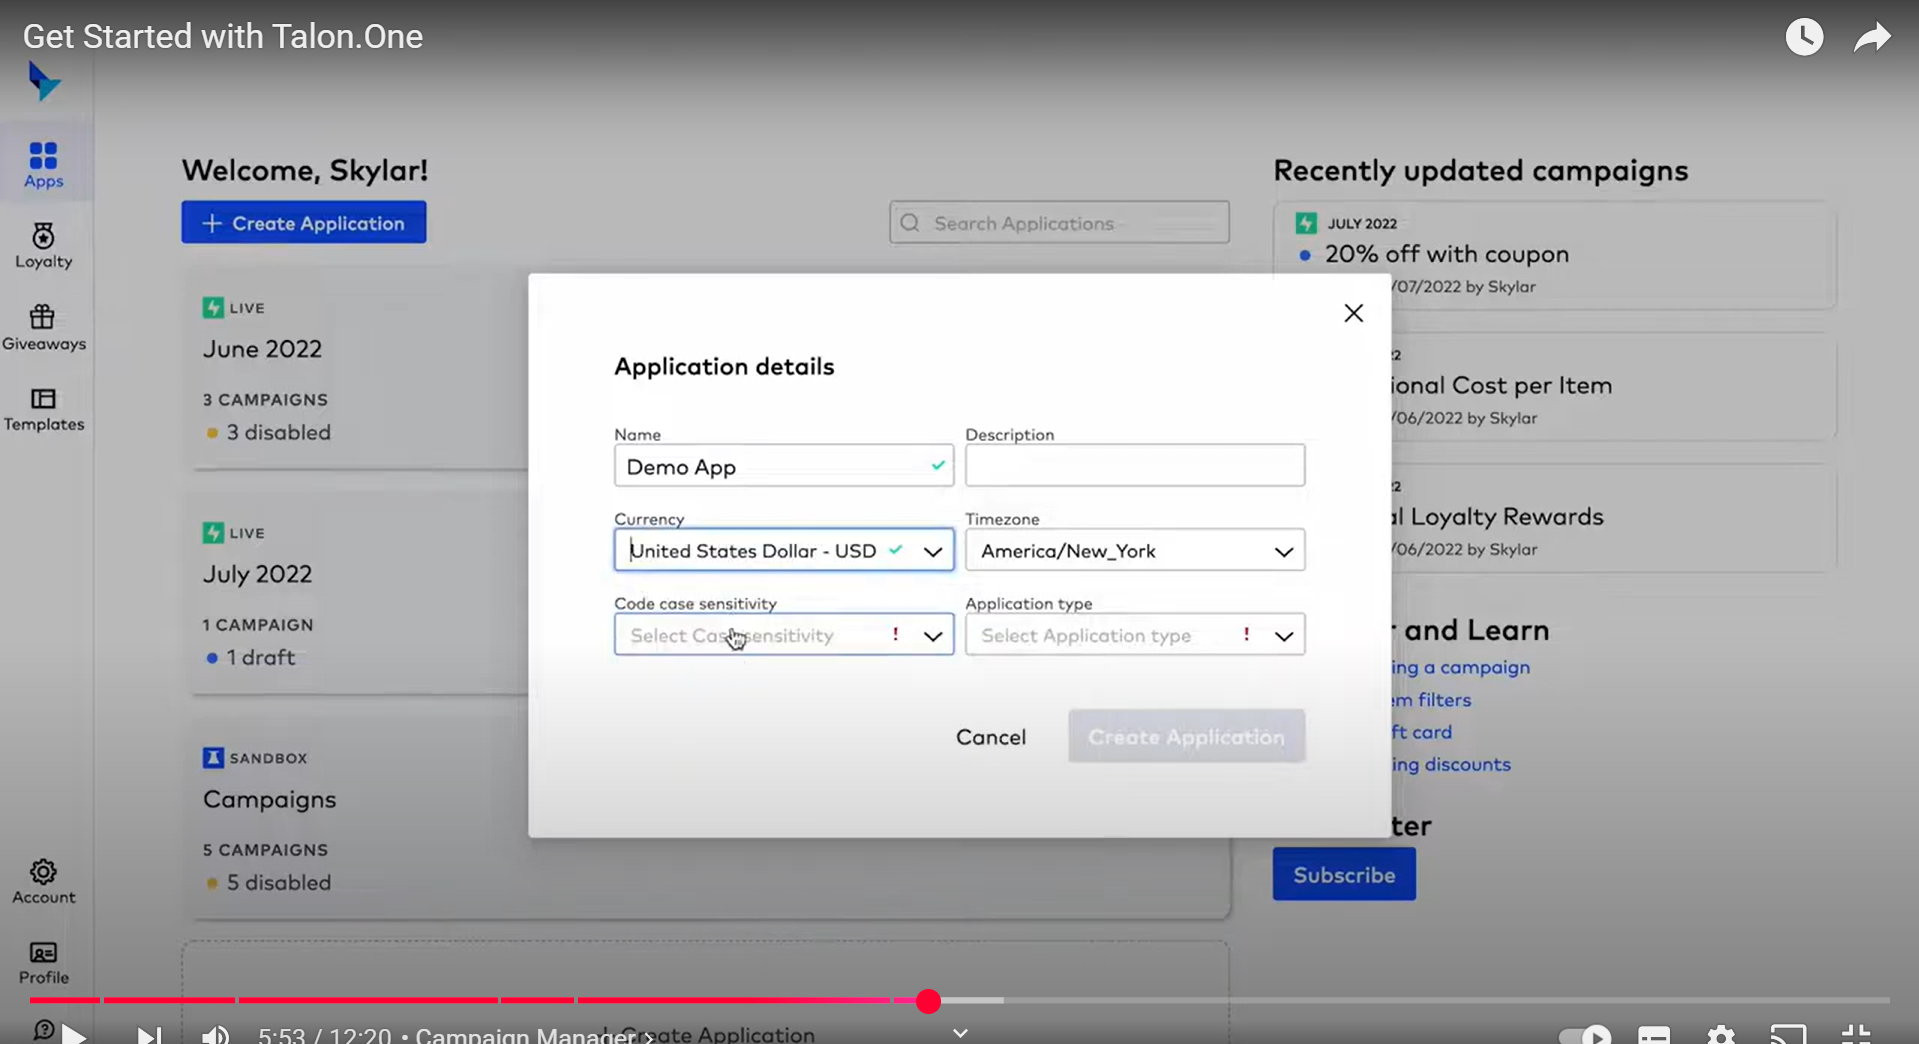 Get Started with Talon.One
Apps
Loyalty
Giveaways
Templates
Account
Profile
Welcome, Skylar!
+ Create Application
Search Applications
LIVE
June 2022
3 CAMPAIGNS
3 disabled
LIVE
July 2022
1 CAMPAIGN
1 draft
SANDBOX
Campaigns
5 CAMPAIGNS
5 disabled
Create Application
Application details
Name
Demo App
Description
Currency
United States Dollar - USD
Timezone
America/New_York
Code case sensitivity
Select Case sensitivity
Application type
Select Application type
Cancel
Create Application
Recently updated campaigns
JULY 2022
20% off with coupon
/07/2022 by Skylar
ional Cost per Item
/06/2022 by Skylar
l Loyalty Rewards
/06/2022 by Skylar
and Learn
ing a campaign
m filters
ft card
ing discounts
ter
Subscribe
5:53 / 12:20 • Campaign Manager